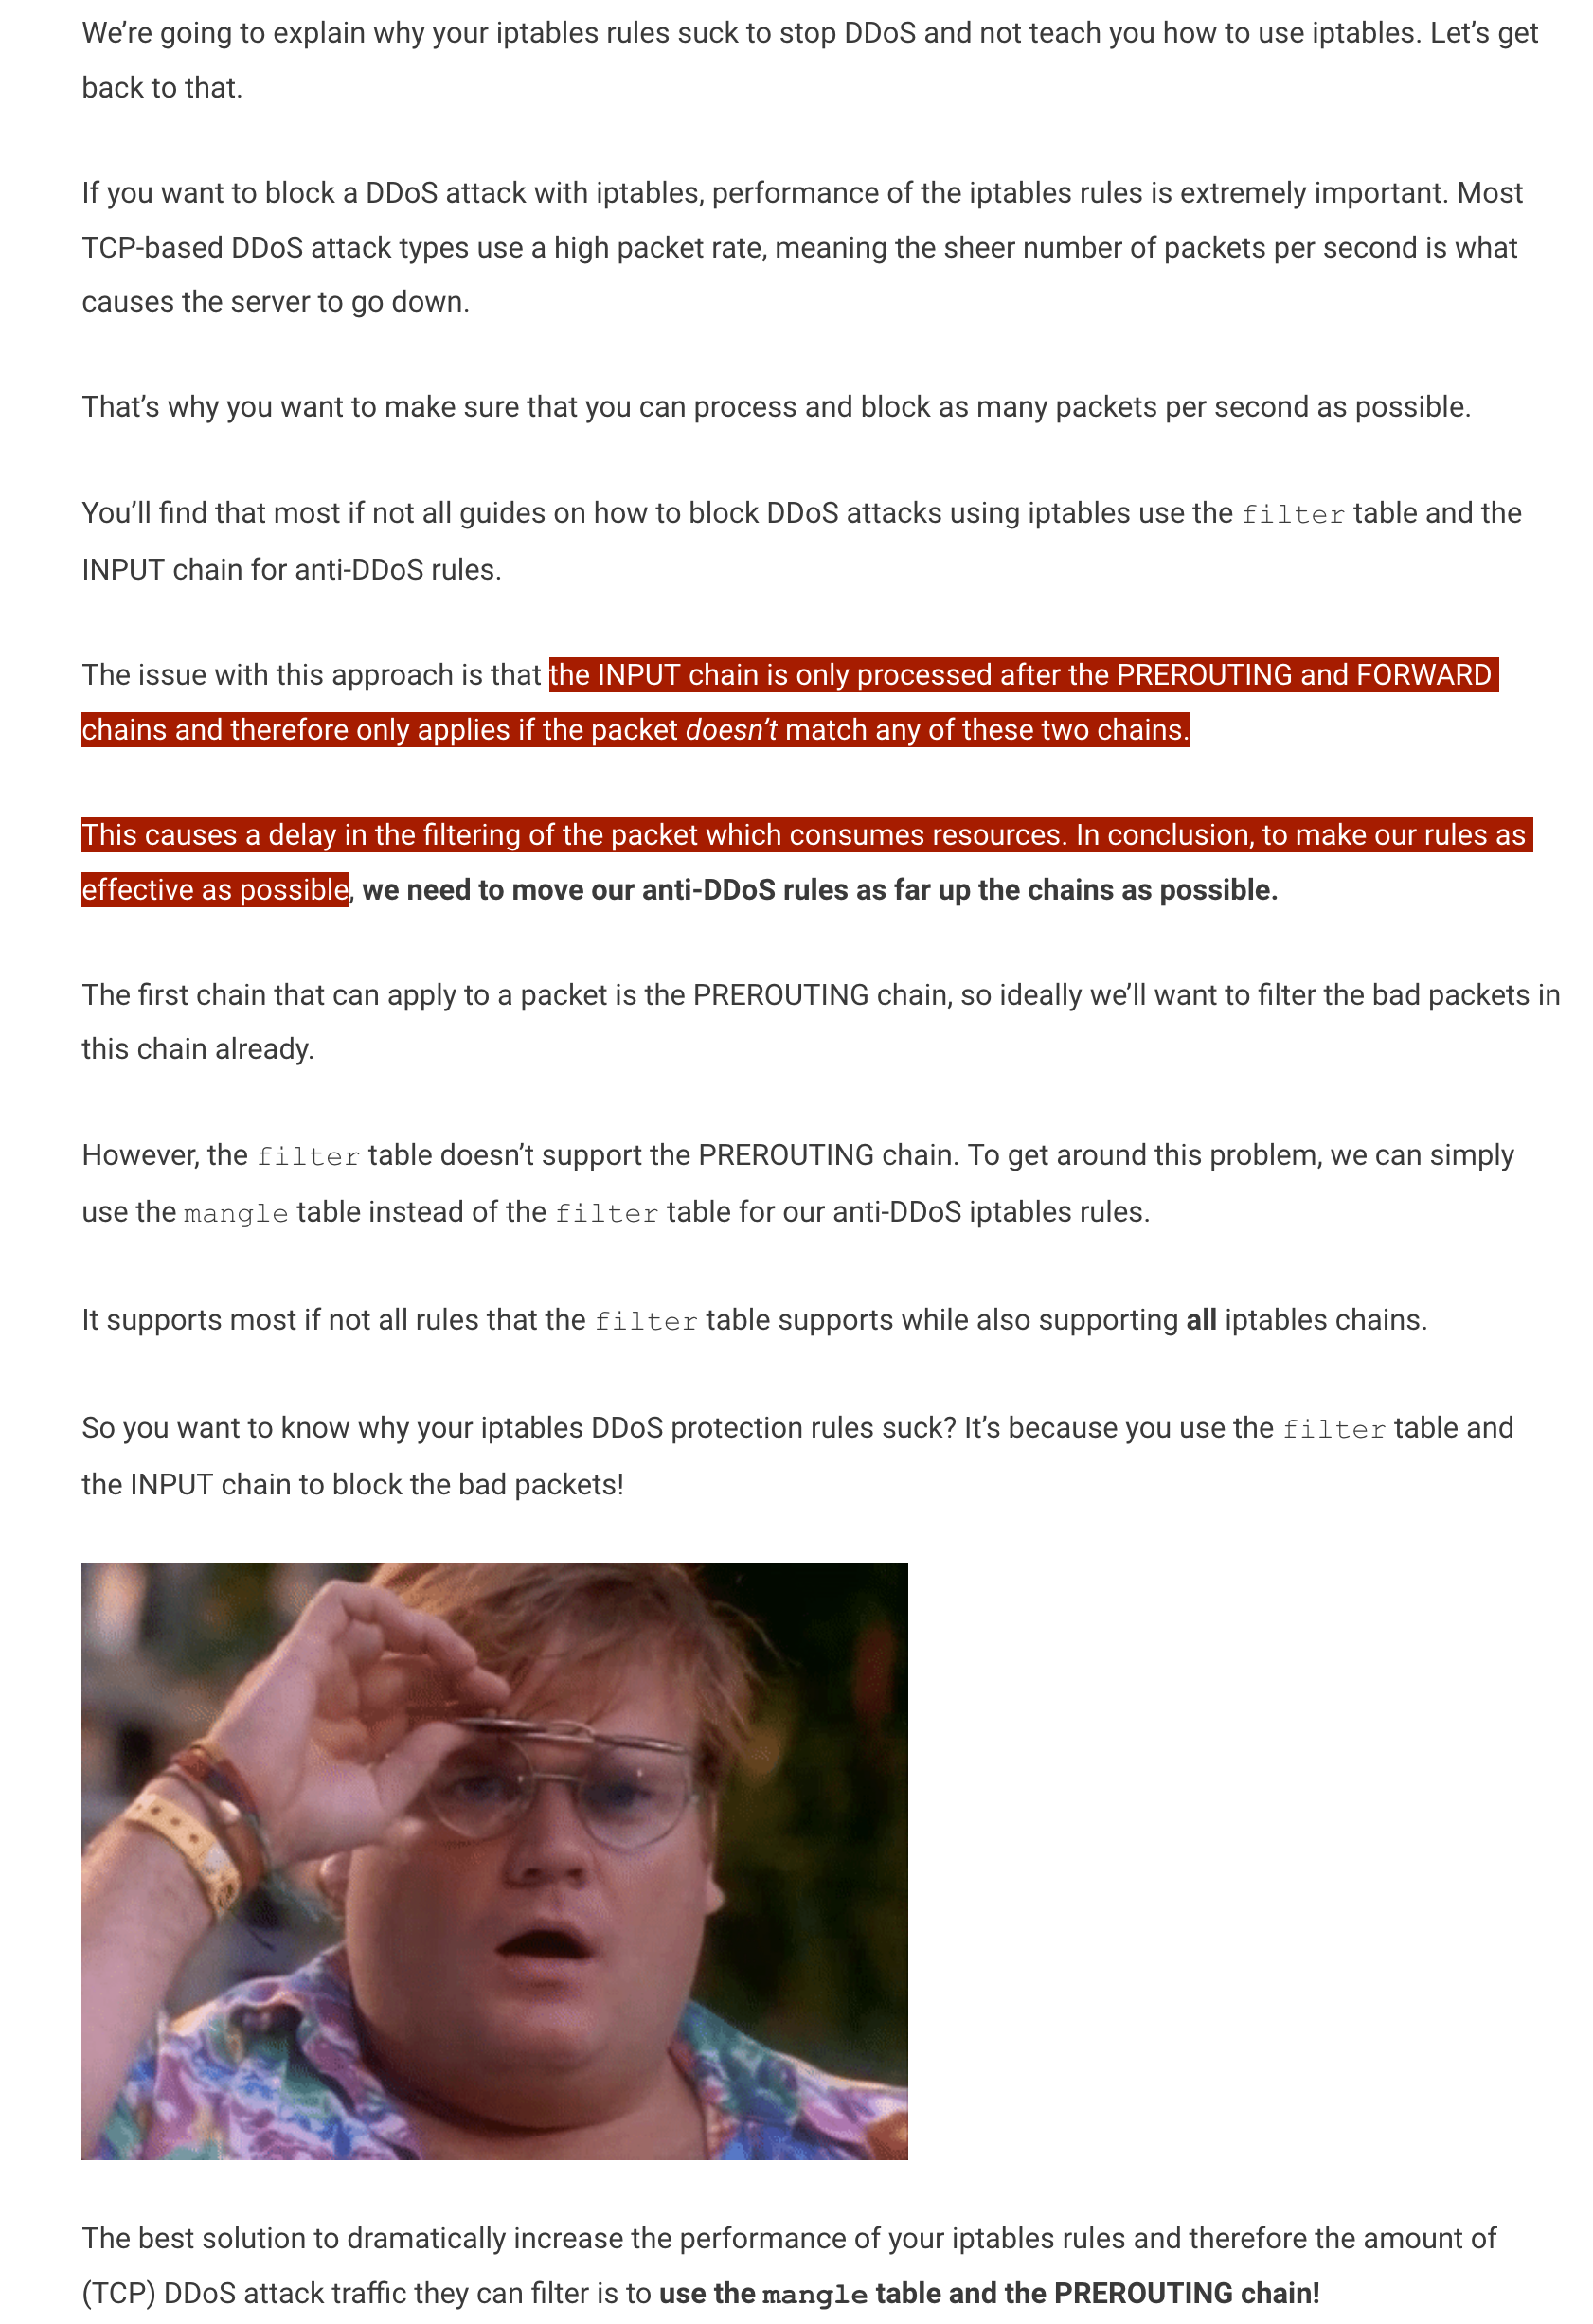 We’re going to explain why your iptables rules suck to stop DDoS and not teach you how to use iptables. Let’s get
back to that.
If you want to block a DDoS attack with iptables, performance of the iptables rules is extremely important. Most
TCP-based DDoS attack types use a high packet rate, meaning the sheer number of packets per second is what
causes the server to go down.
That’s why you want to make sure that you can process and block as many packets per second as possible.
You’ll find that most if not all guides on how to block DDoS attacks using iptables use the filter table and the
INPUT chain for anti-DDoS rules.
The issue with this approach is that the INPUT chain is only processed after the PREROUTING and FORWARD
chains and therefore only applies if the packet doesn’t match any of these two chains.
This causes a delay in the filtering of the packet which consumes resources. In conclusion, to make our rules as
effective as possible, we need to move our anti-DDoS rules as far up the chains as possible.
The first chain that can apply to a packet is the PREROUTING chain, so ideally we’ll want to filter the bad packets in
this chain already.
However, the filter table doesn’t support the PREROUTING chain. To get around this problem, we can simply
use the mangle table instead of the filter table for our anti-DDoS iptables rules.
It supports most if not all rules that the filter table supports while also supporting all iptables chains.
So you want to know why your iptables DDoS protection rules suck? It’s because you use the filter table and
the INPUT chain to block the bad packets!
The best solution to dramatically increase the performance of your iptables rules and therefore the amount of
(TCP) DDoS attack traffic they can filter is to use the mangle table and the PREROUTING chain!